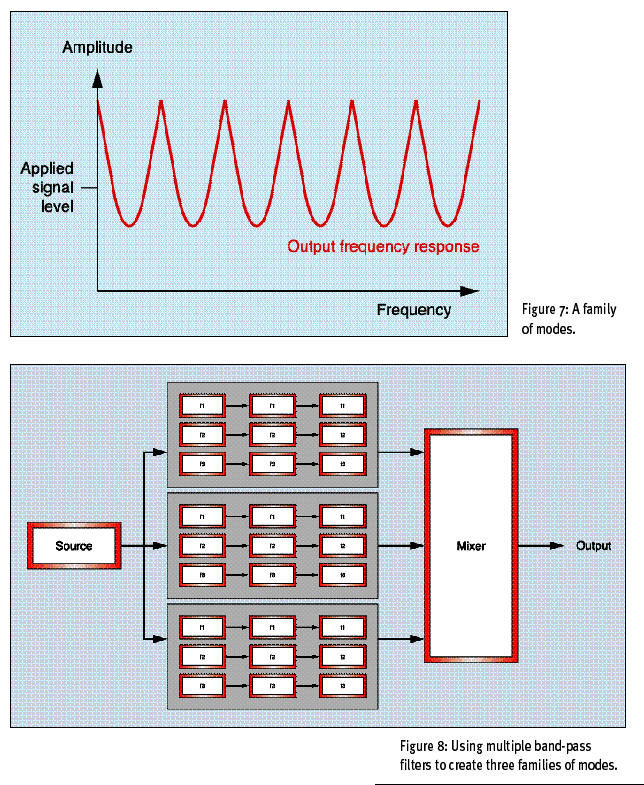 Amplitude
Applied
signal
level
Output frequency response
Frequency
Figure 7: A family
of modes.
f1 f1 f1
f2 f2 f2
f3 f3 f3
f1 f1 f1
Source
f2 f2 f2
Mixer
Output
f3 f3 f3
f1 f1 f1
f2 f2 f2
f3 f3 f3
Figure 8: Using multiple band-pass
filters to create three families of modes.